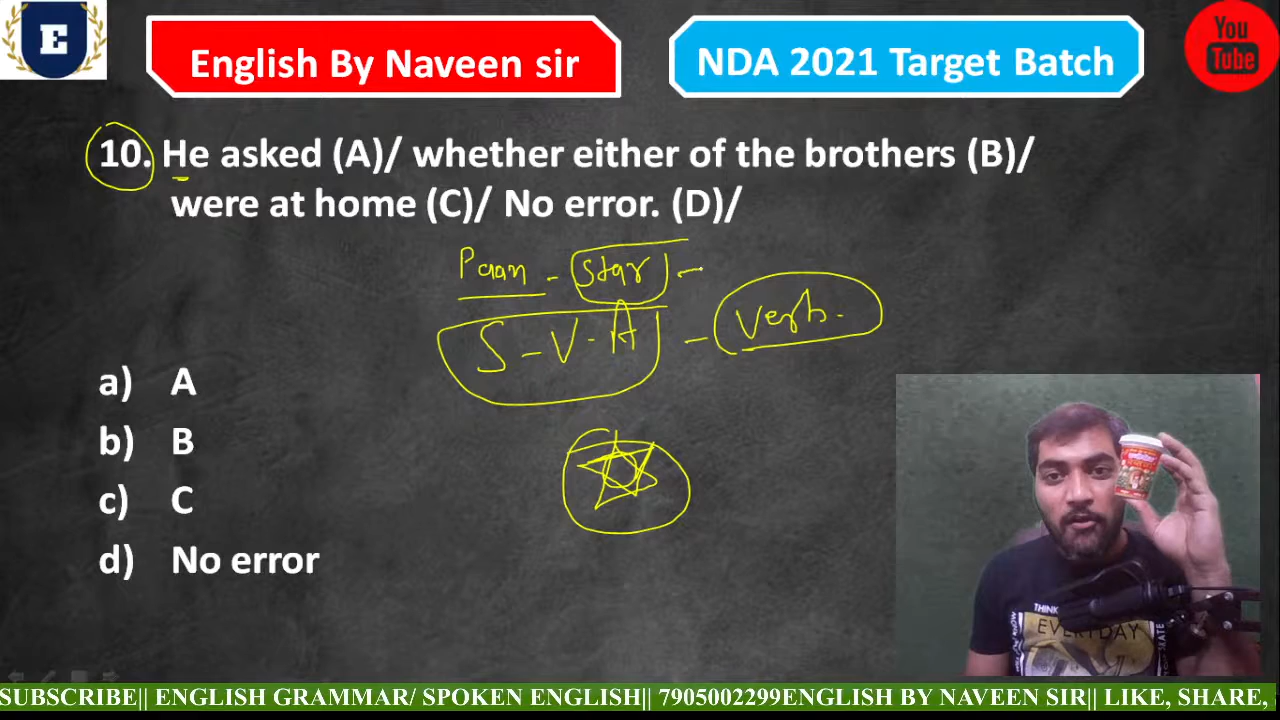 E
English By Naveen sir
NDA 2021 Target Batch
You
Tube
10. He asked (A)/ whether either of the brothers (B)/
were at home (C)/ No error. (D)/
Paan - Star -
S - V - A - Verb.
a) A
b) B
c) C
d) No error
THINK
EVERYDAY
SKATE
SUBSCRIBE|| ENGLISH GRAMMAR/ SPOKEN ENGLISH|| 7905002299ENGLISH BY NAVEEN SIR|| LIKE, SHARE,